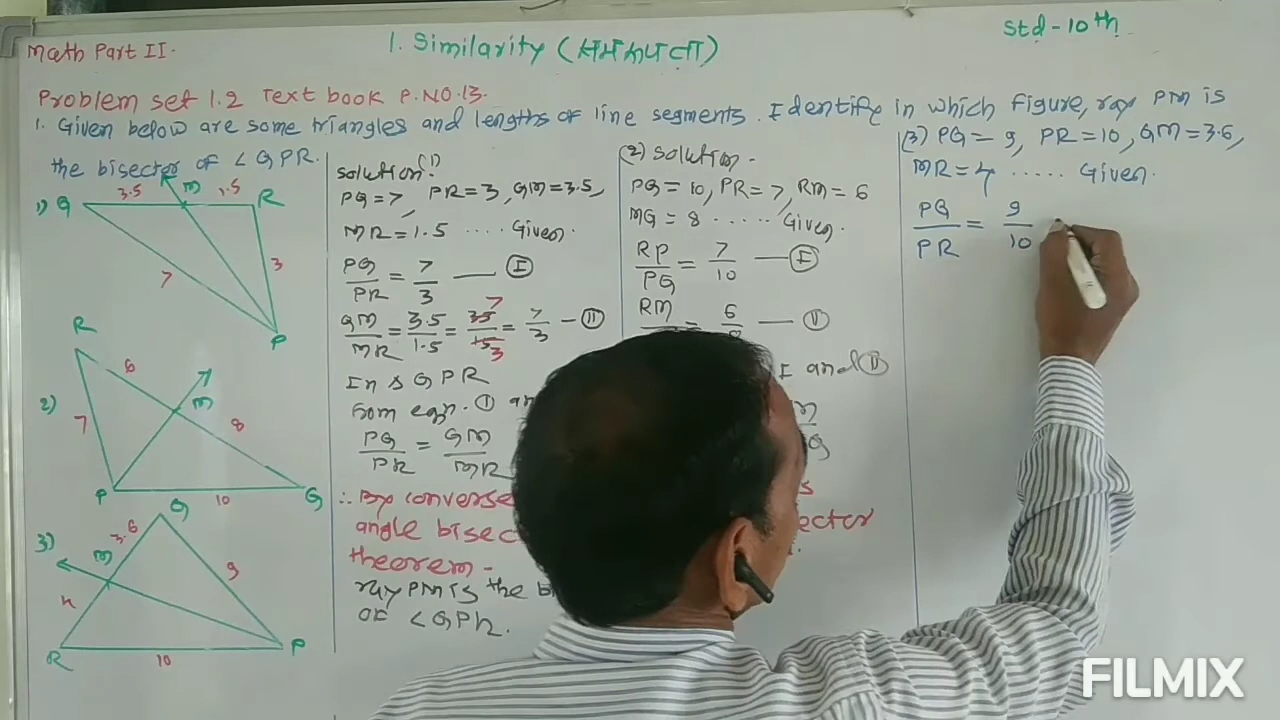 Std-10th
Math Part II.
1. Similarity (समरूपता)
Problem set 1.2 Text book P.NO.13.
1. Given below are some triangles and lengths of line segments. Identify in which figure, ray PM is
the bisector of ∠QPR.
1) Q 3.5 M 1.5 R
7 3
P
2) R 6 M
7 8
P 10 Q
3) Q
M 3.6 9
4
R 10 P
Solution (1)
PQ=7, PR=3, QM=3.5,
MR=1.5 .... Given.
PQ/PR = 7/3 — I
QM/MR = 3.5/1.5 = 35/15 7/3 = 7/3 — II
In △ QPR
from eqn. I an
PQ/PR = QM/MR
∴ By converse
angle bisec
theorem-
ray PM is the b
of ∠QPR.
(2) Solution-
PQ=10, PR=7, RM=6
MQ=8 ..... Given.
RP/PQ = 7/10 — I
RM
6/8 — II
I and II
ector
(3) PQ=9, PR=10, QM=3.6,
MR=4 ..... Given.
PQ/PR = 9/10
FILMIX